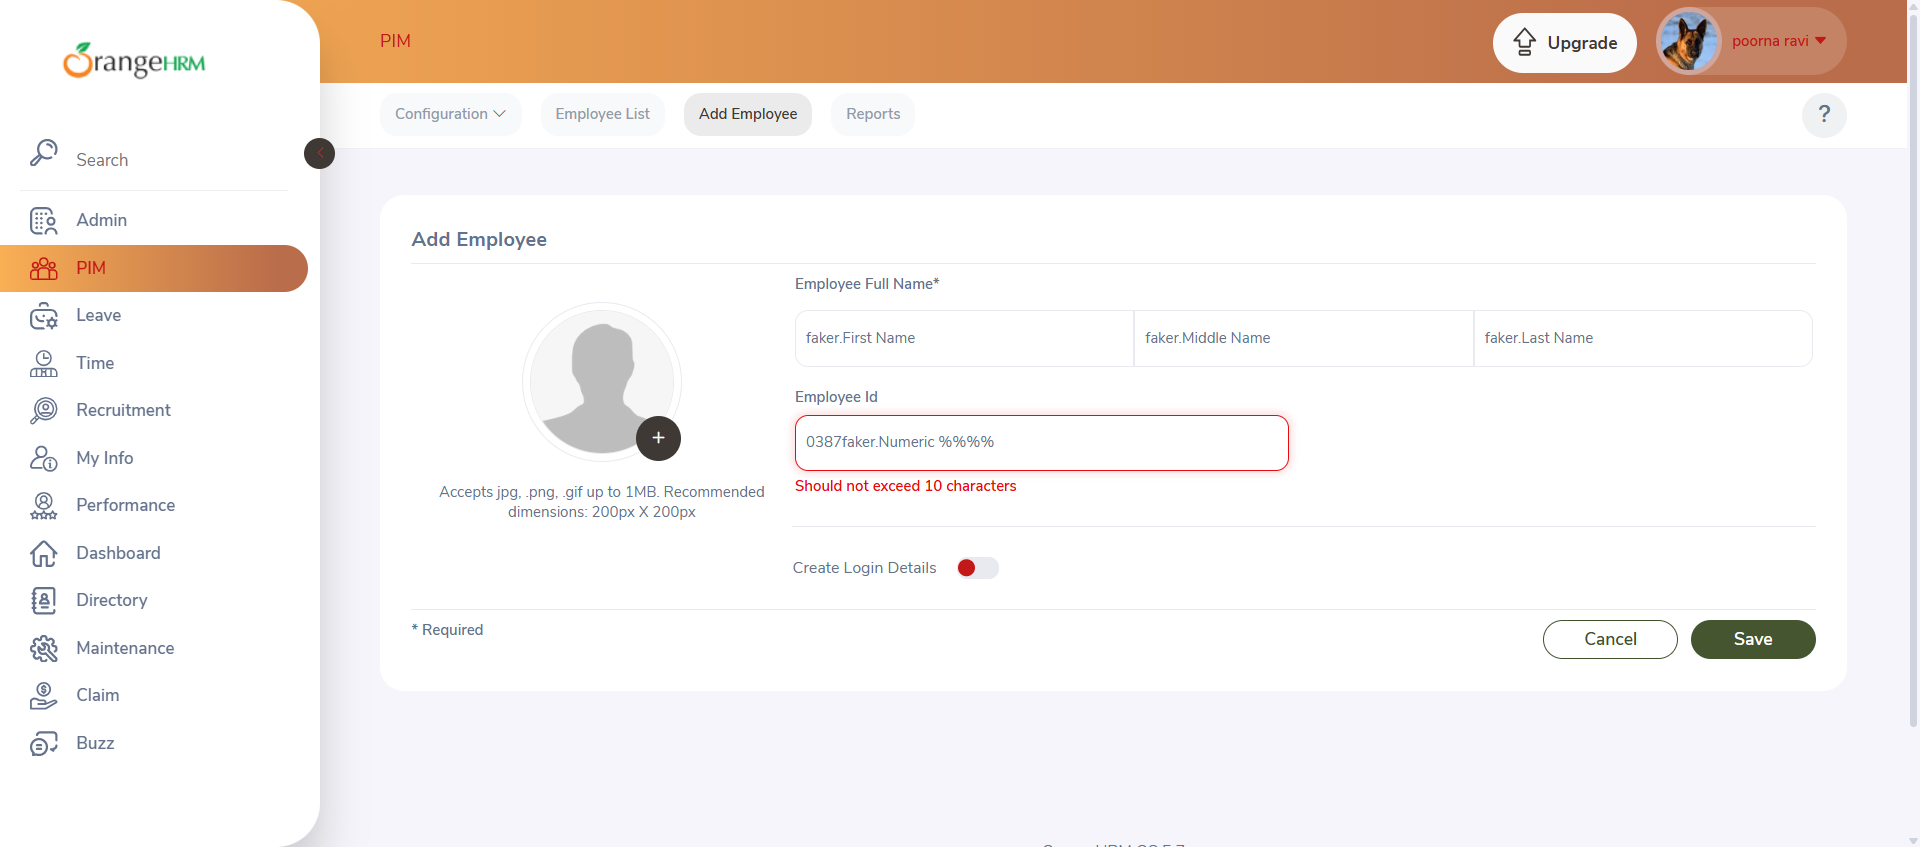 OrangeHRM
PIM
Upgrade
poorna ravi
Configuration
Employee List
Add Employee
Reports
?
Search
Admin
PIM
Leave
Time
Recruitment
My Info
Performance
Dashboard
Directory
Maintenance
Claim
Buzz
Add Employee
Employee Full Name*
faker.First Name
faker.Middle Name
faker.Last Name
Employee Id
0387faker.Numeric %%%%
Should not exceed 10 characters
Accepts jpg, .png, .gif up to 1MB. Recommended
dimensions: 200px X 200px
Create Login Details
* Required
Cancel
Save